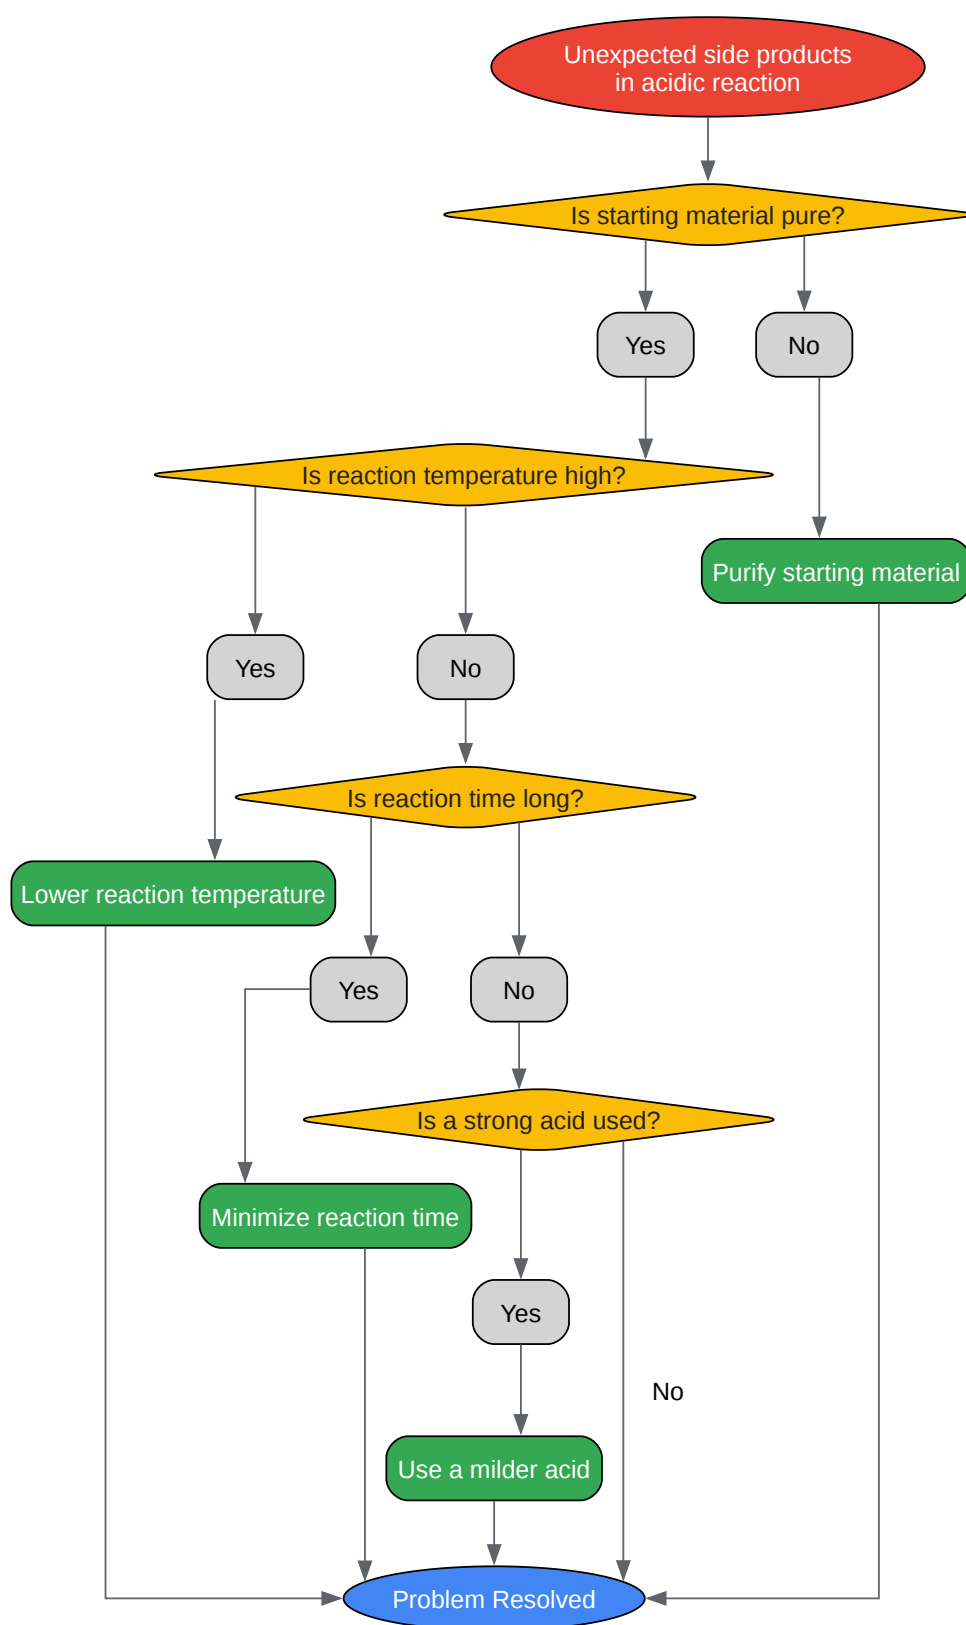 Unexpected side products
in acidic reaction
Is starting material pure?
Yes
No
Is reaction temperature high?
Purify starting material
Yes
No
Is reaction time long?
Lower reaction temperature
Yes
No
Is a strong acid used?
Minimize reaction time
Yes
No
Use a milder acid
Problem Resolved